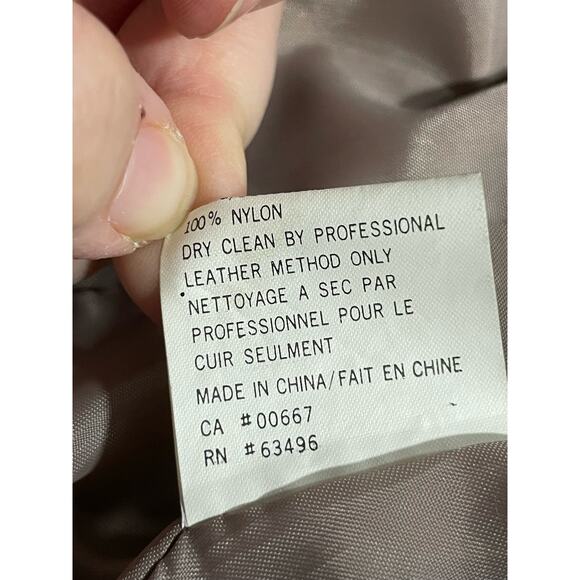 100% NYLON
DRY CLEAN BY PROFESSIONAL
LEATHER METHOD ONLY
NETTOYAGE A SEC PAR
PROFESSIONNEL POUR LE
CUIR SEULMENT
MADE IN CHINA/FAIT EN CHINE
CA #00667
RN #63496